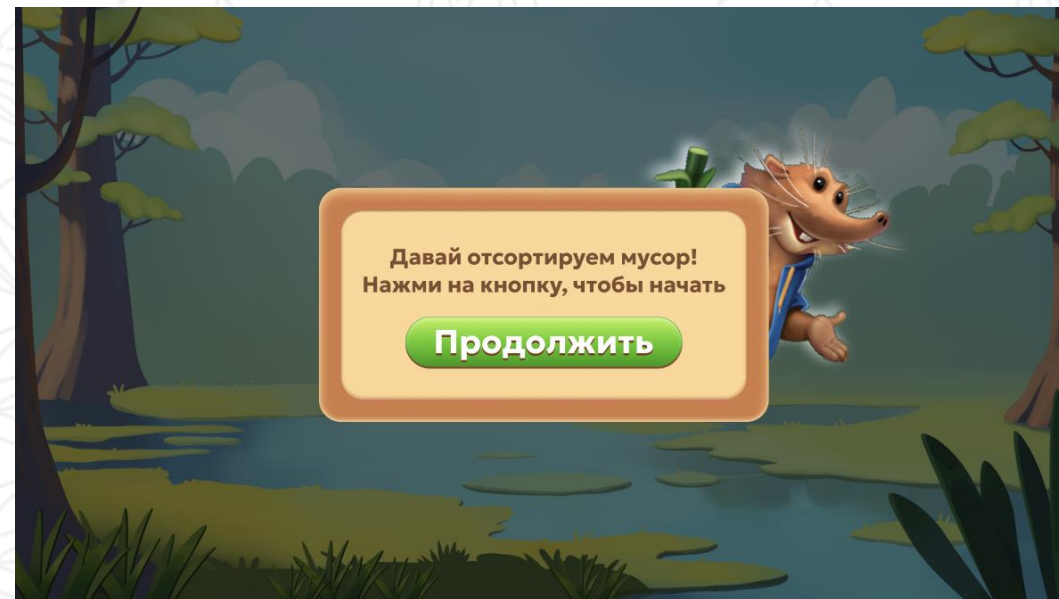 Давай отсортируем мусор!
Нажми на кнопку, чтобы начать
Продолжить